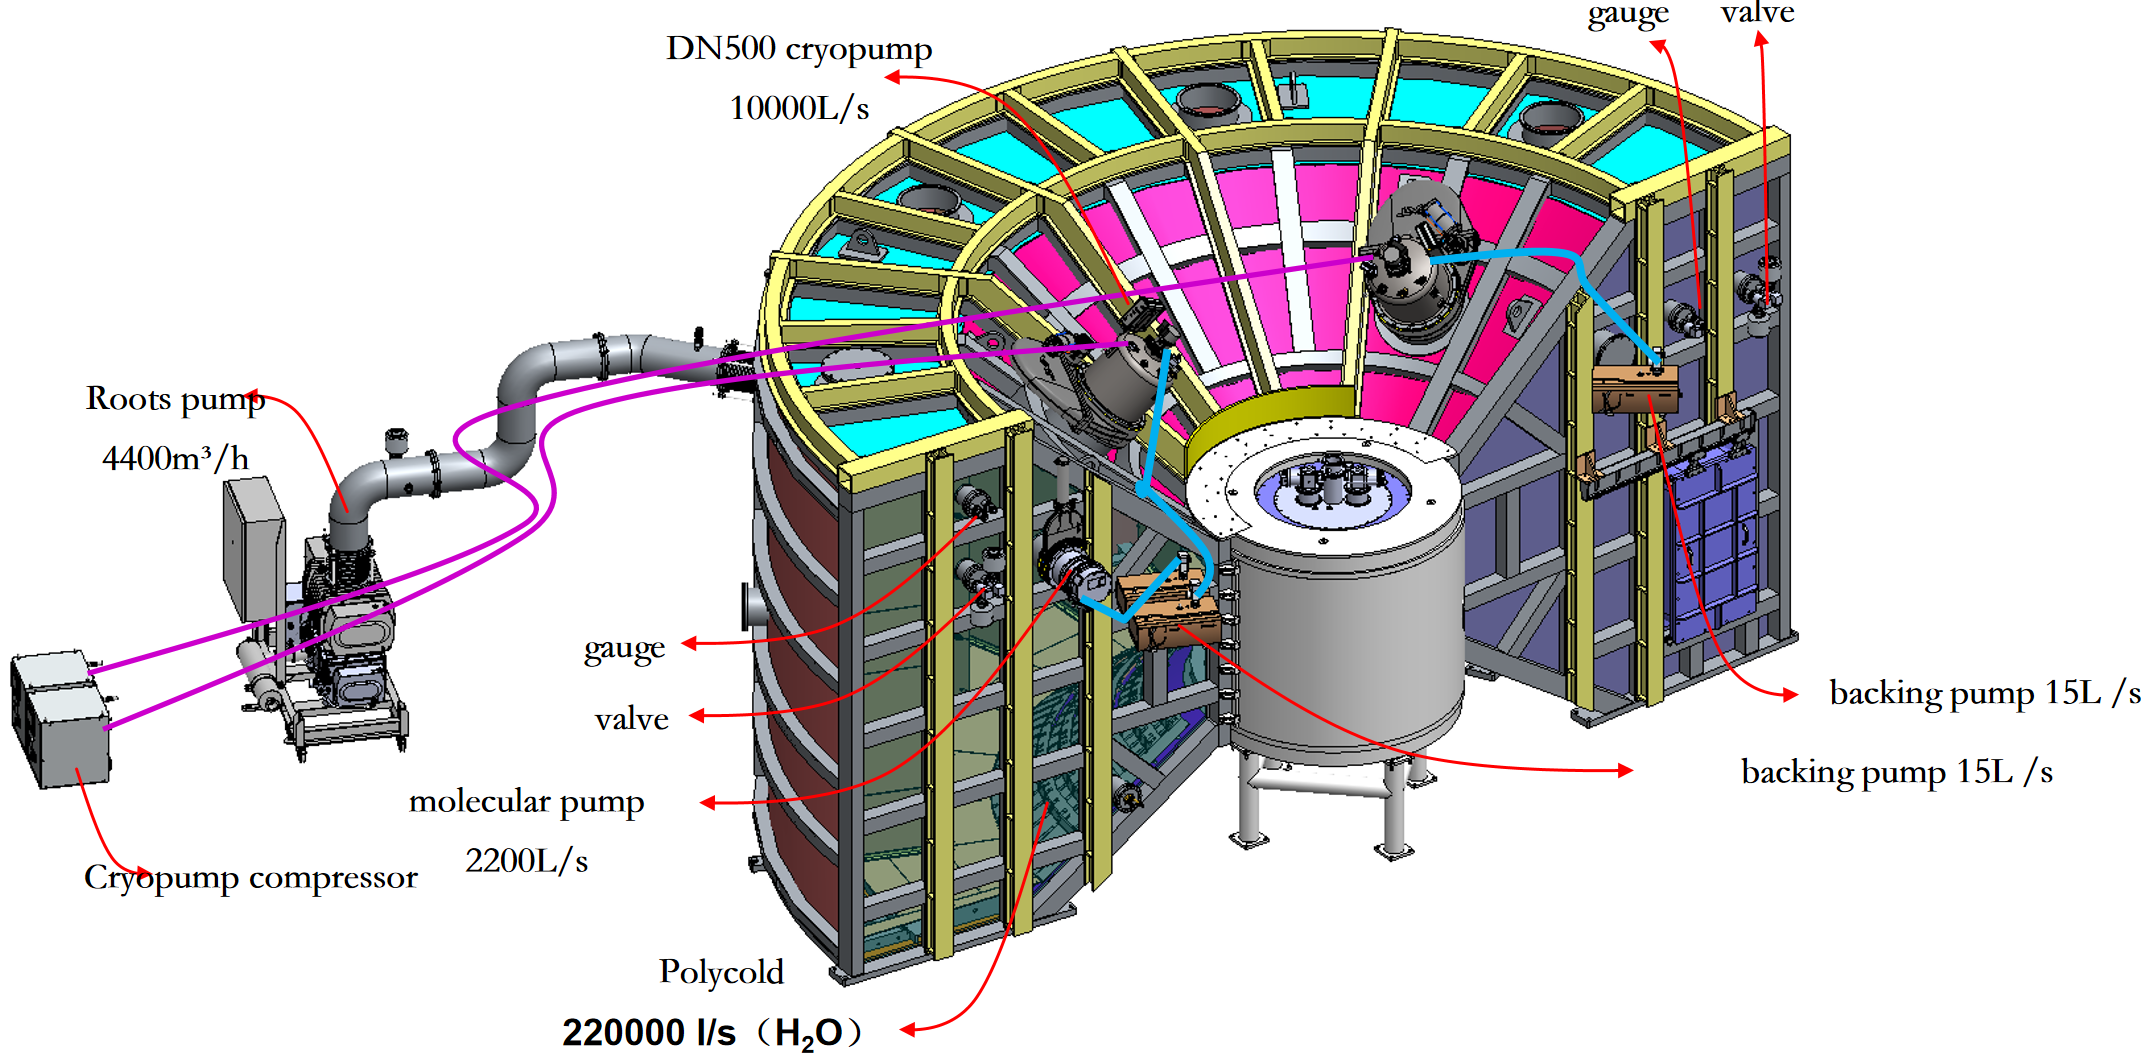 gauge
valve
DN500 cryopump
10000L/s
Roots pump
4400m³/h
gauge
valve
backing pump 15L /s
backing pump 15L /s
molecular pump
2200L/s
Cryopump compressor
Polycold
220000 l/s（H₂O）